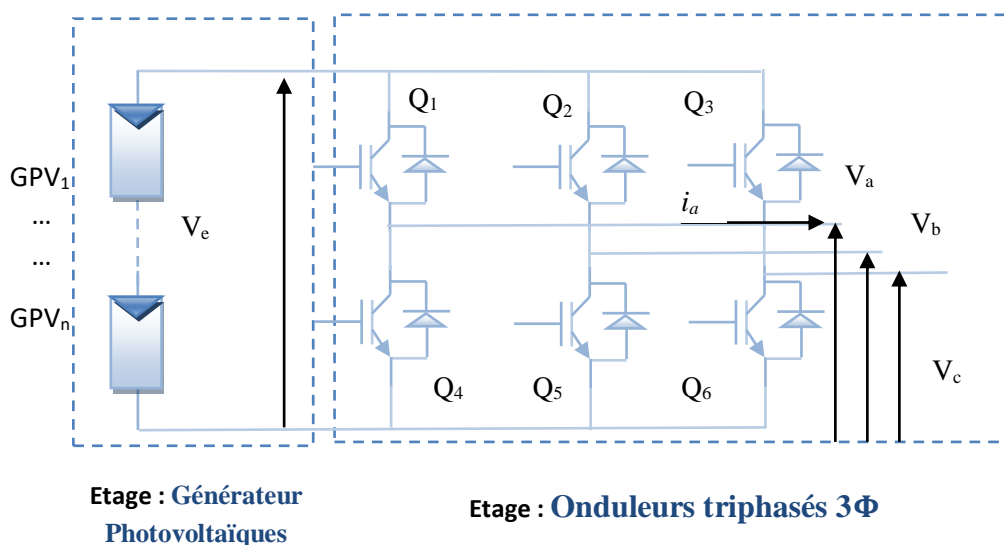 Q1 Q2 Q3
GPV1
...
...
GPVn
Ve
ia
Va
Vb
Vc
Q4 Q5 Q6
Etage : Générateur
Photovoltaïques
Etage : Onduleurs triphasés 3Φ